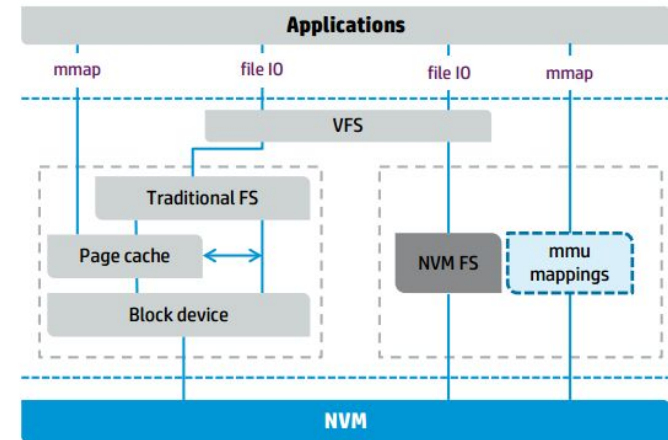 Applications
mmap
file IO
file IO
mmap
VFS
Traditional FS
Page cache
NVM FS
mmu
mappings
Block device
NVM